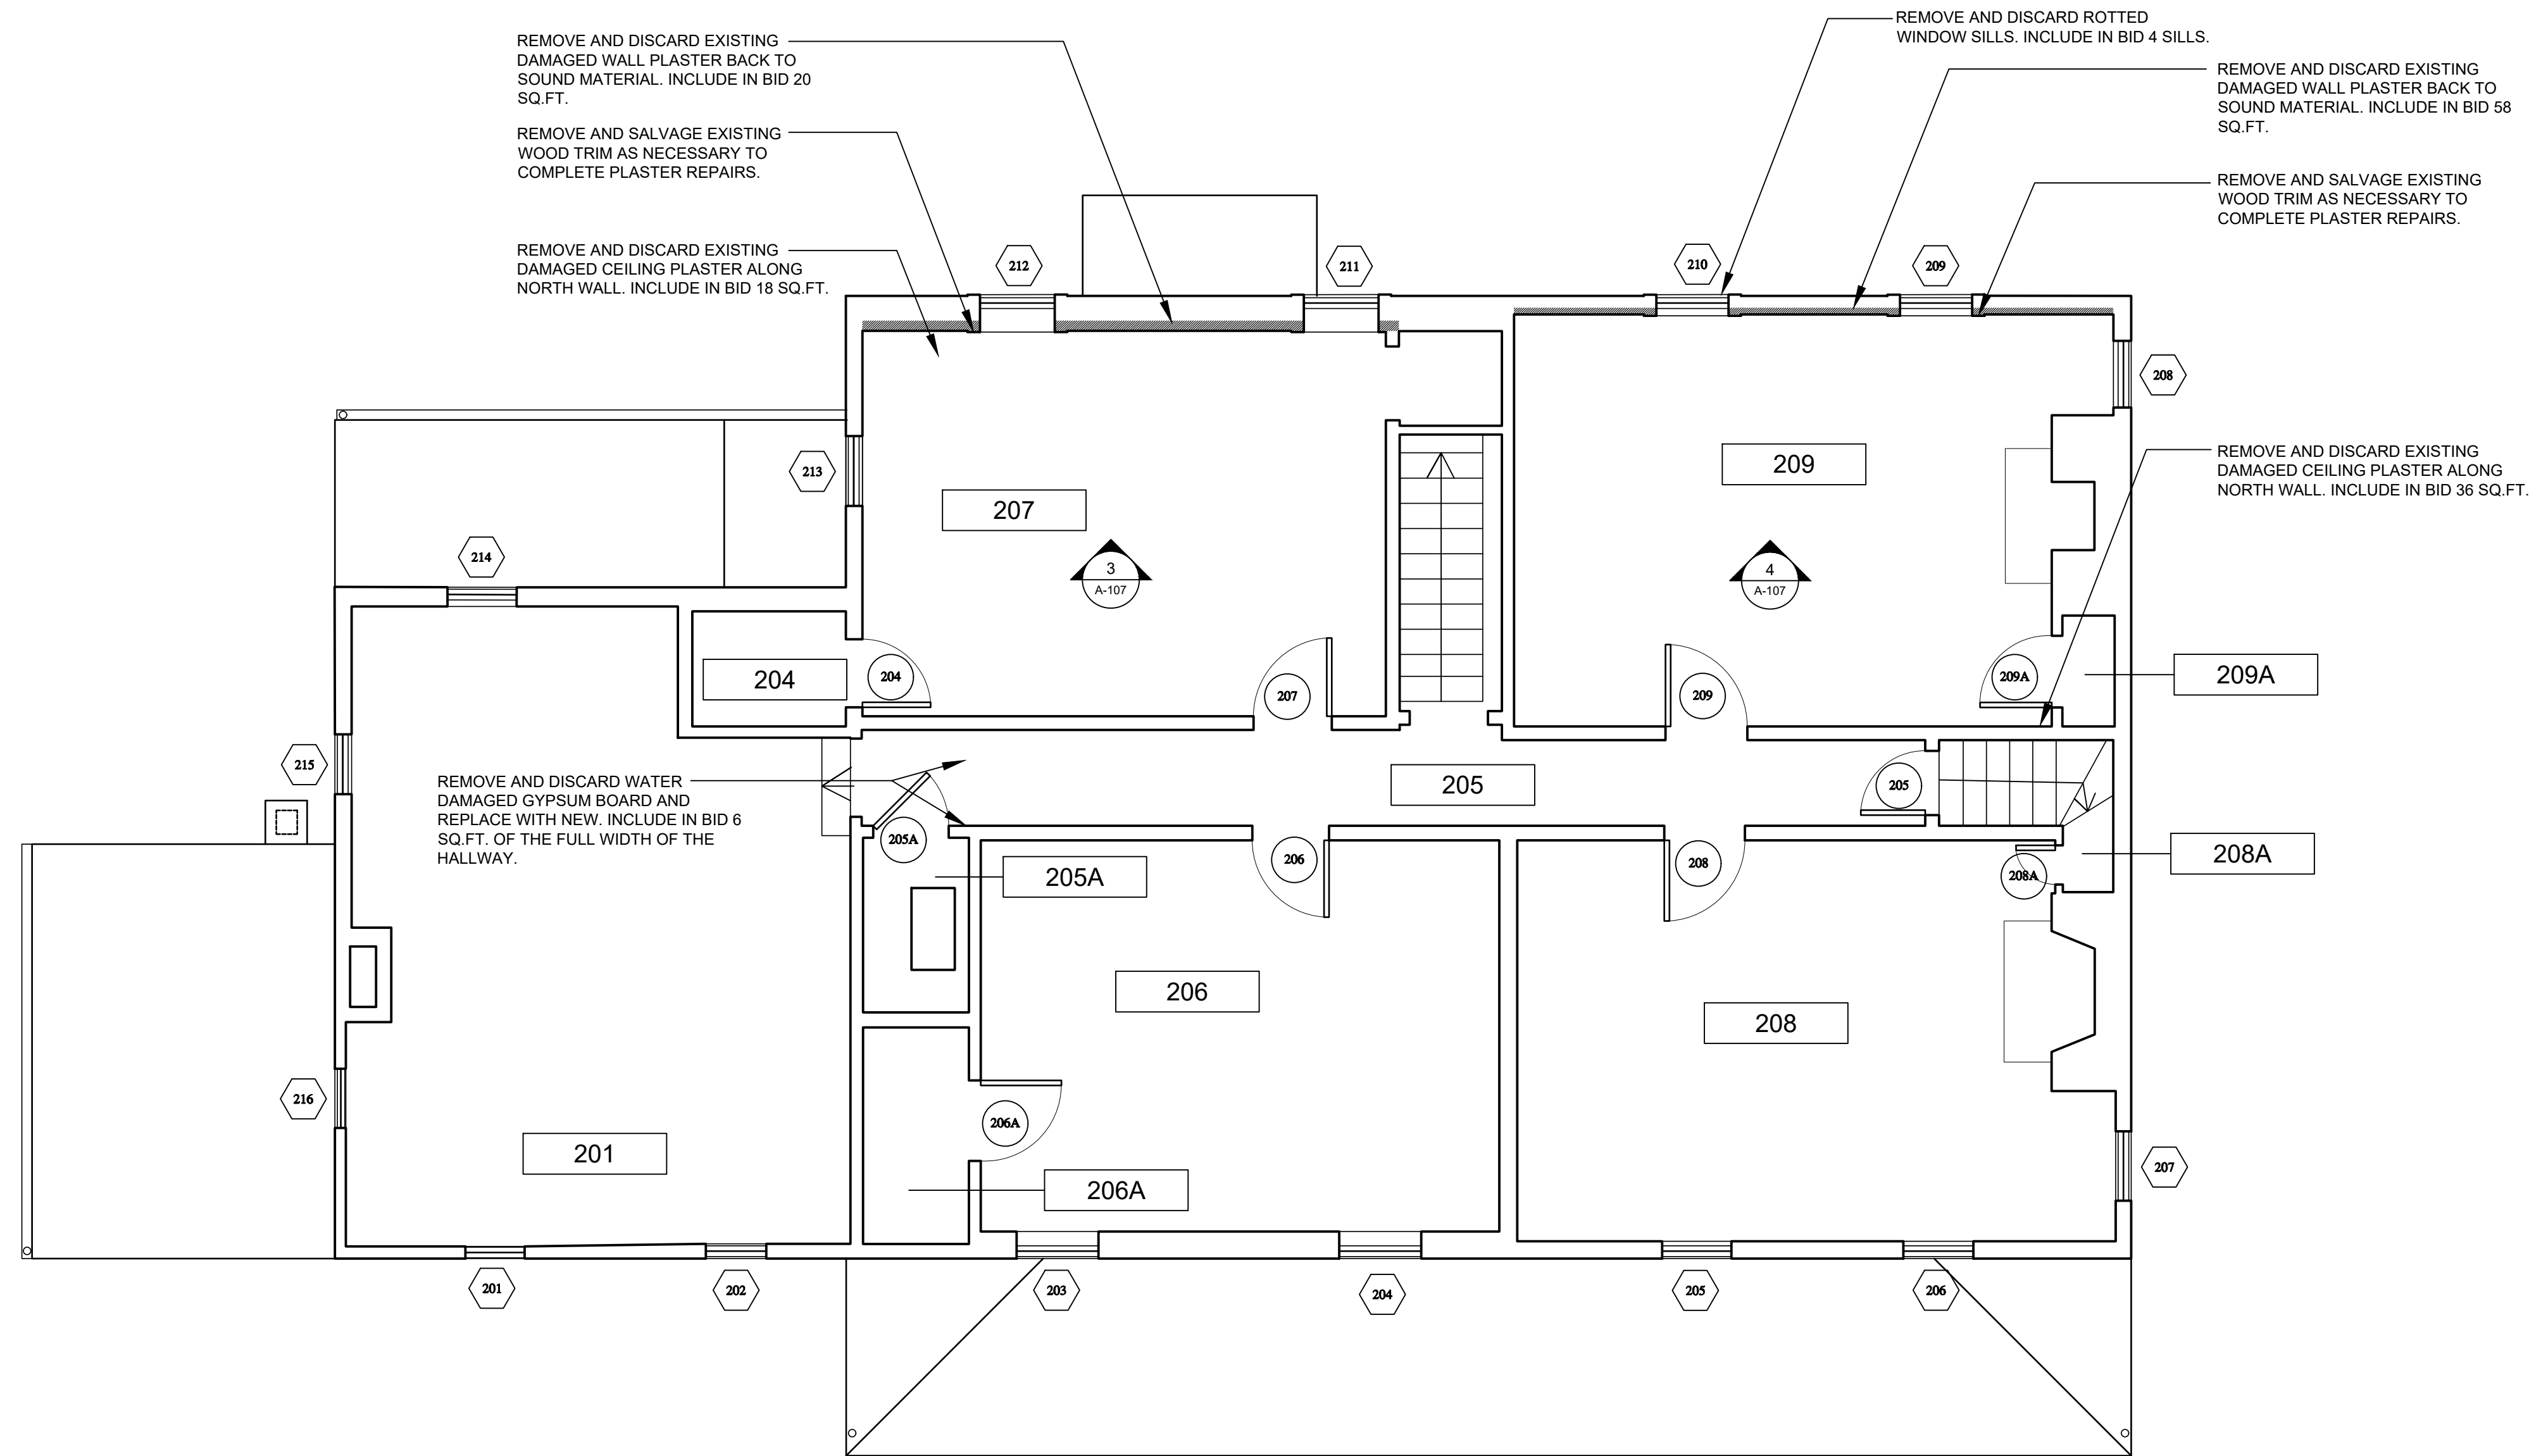 REMOVE AND DISCARD ROTTED
WINDOW SILLS. INCLUDE IN BID 4 SILLS.
REMOVE AND DISCARD EXISTING
DAMAGED WALL PLASTER BACK TO
SOUND MATERIAL. INCLUDE IN BID 20
SQ.FT.
REMOVE AND DISCARD EXISTING
DAMAGED WALL PLASTER BACK TO
SOUND MATERIAL. INCLUDE IN BID 58
SQ.FT.
REMOVE AND SALVAGE EXISTING
WOOD TRIM AS NECESSARY TO
COMPLETE PLASTER REPAIRS.
REMOVE AND SALVAGE EXISTING
WOOD TRIM AS NECESSARY TO
COMPLETE PLASTER REPAIRS.
REMOVE AND DISCARD EXISTING
DAMAGED CEILING PLASTER ALONG
NORTH WALL. INCLUDE IN BID 18 SQ.FT.
212
211
210
209
208
213
207
209
REMOVE AND DISCARD EXISTING
DAMAGED CEILING PLASTER ALONG
NORTH WALL. INCLUDE IN BID 36 SQ.FT.
214
3
A-107
4
A-107
204
204
207
209
209A
209A
215
REMOVE AND DISCARD WATER
DAMAGED GYPSUM BOARD AND
REPLACE WITH NEW. INCLUDE IN BID 6
SQ.FT. OF THE FULL WIDTH OF THE
HALLWAY.
205
205
205A
206
208
208A
208A
205A
206
208
216
206A
201
206A
207
201
202
203
204
205
206